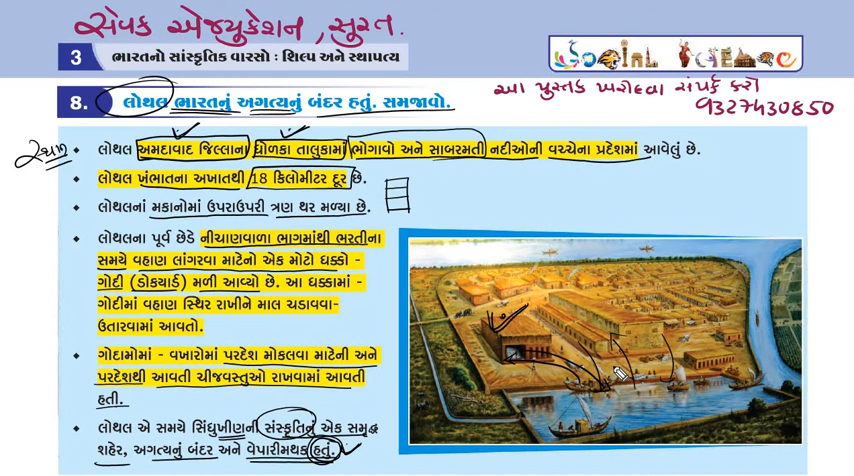 સેવક એજ્યુકેશન, સુરત
3 ભારતનો સાંસ્કૃતિક વારસો : શિલ્પ અને સ્થાપત્ય
આ પુસ્તક ખરીદવા સંપર્ક કરો
9327430850
8. લોથલ ભારતનું અગત્યનું બંદર હતું. સમજાવો.
• લોથલ અમદાવાદ જિલ્લાના ધોળકા તાલુકામાં ભોગાવો અને સાબરમતી નદીઓની વચ્ચેના પ્રદેશમાં આવેલું છે.
• લોથલ ખંભાતના અખાતથી 18 કિલોમીટર દૂર છે.
• લોથલનાં મકાનોમાં ઉપરાઉપરી ત્રણ થર મળ્યા છે.
• લોથલના પૂર્વ છેડે નીચાણવાળા ભાગમાંથી ભરતીના
સમયે વહાણ લાંગરવા માટેનો એક મોટો ધક્કો -
ગોદી (ડોકયાર્ડ) મળી આવ્યો છે. આ ધક્કામાં -
ગોદીમાં વહાણ સ્થિર રાખીને માલ ચડાવવા-
ઉતારવામાં આવતો.
• ગોદામોમાં - વખારોમાં પરદેશ મોકલવા માટેની અને
પરદેશથી આવતી ચીજવસ્તુઓ રાખવામાં આવતી
હતી.
• લોથલ એ સમયે સિંધુખીણની સંસ્કૃતિનું એક સમૃદ્ધ
શહેર, અગત્યનું બંદર અને વેપારીમથક હતું.